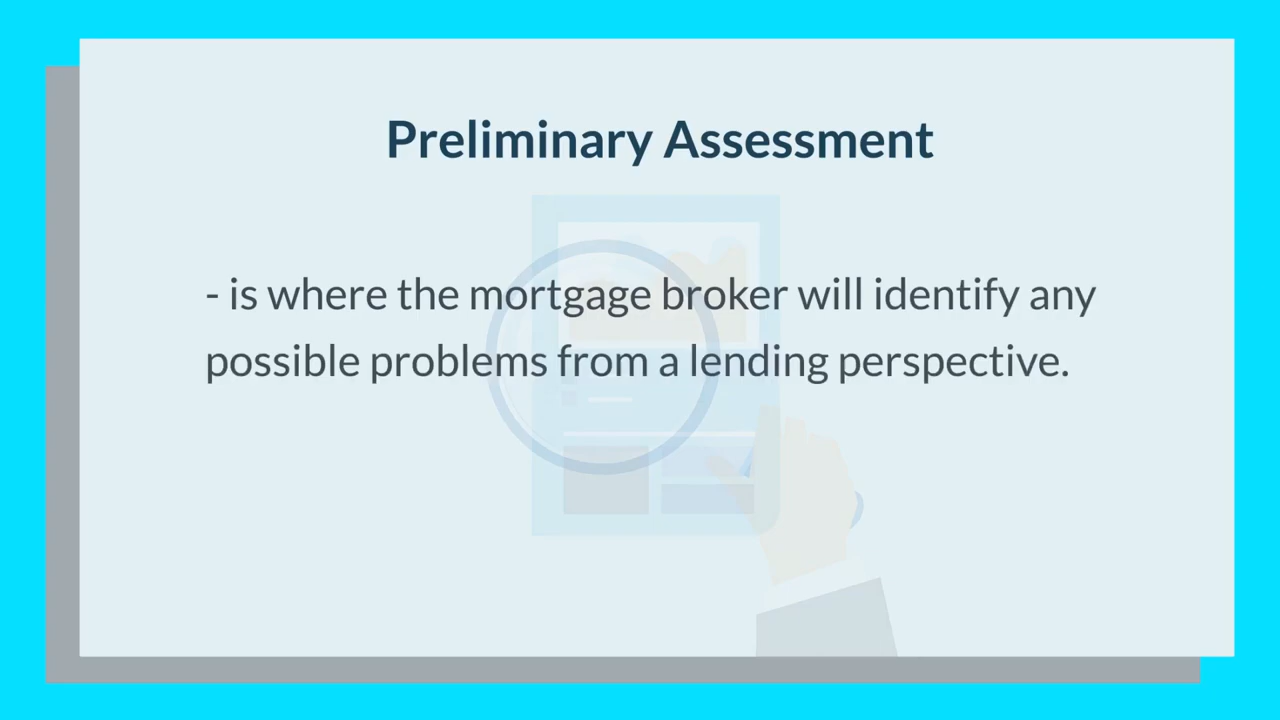 Preliminary Assessment
- is where the mortgage broker will identify any
possible problems from a lending perspective.